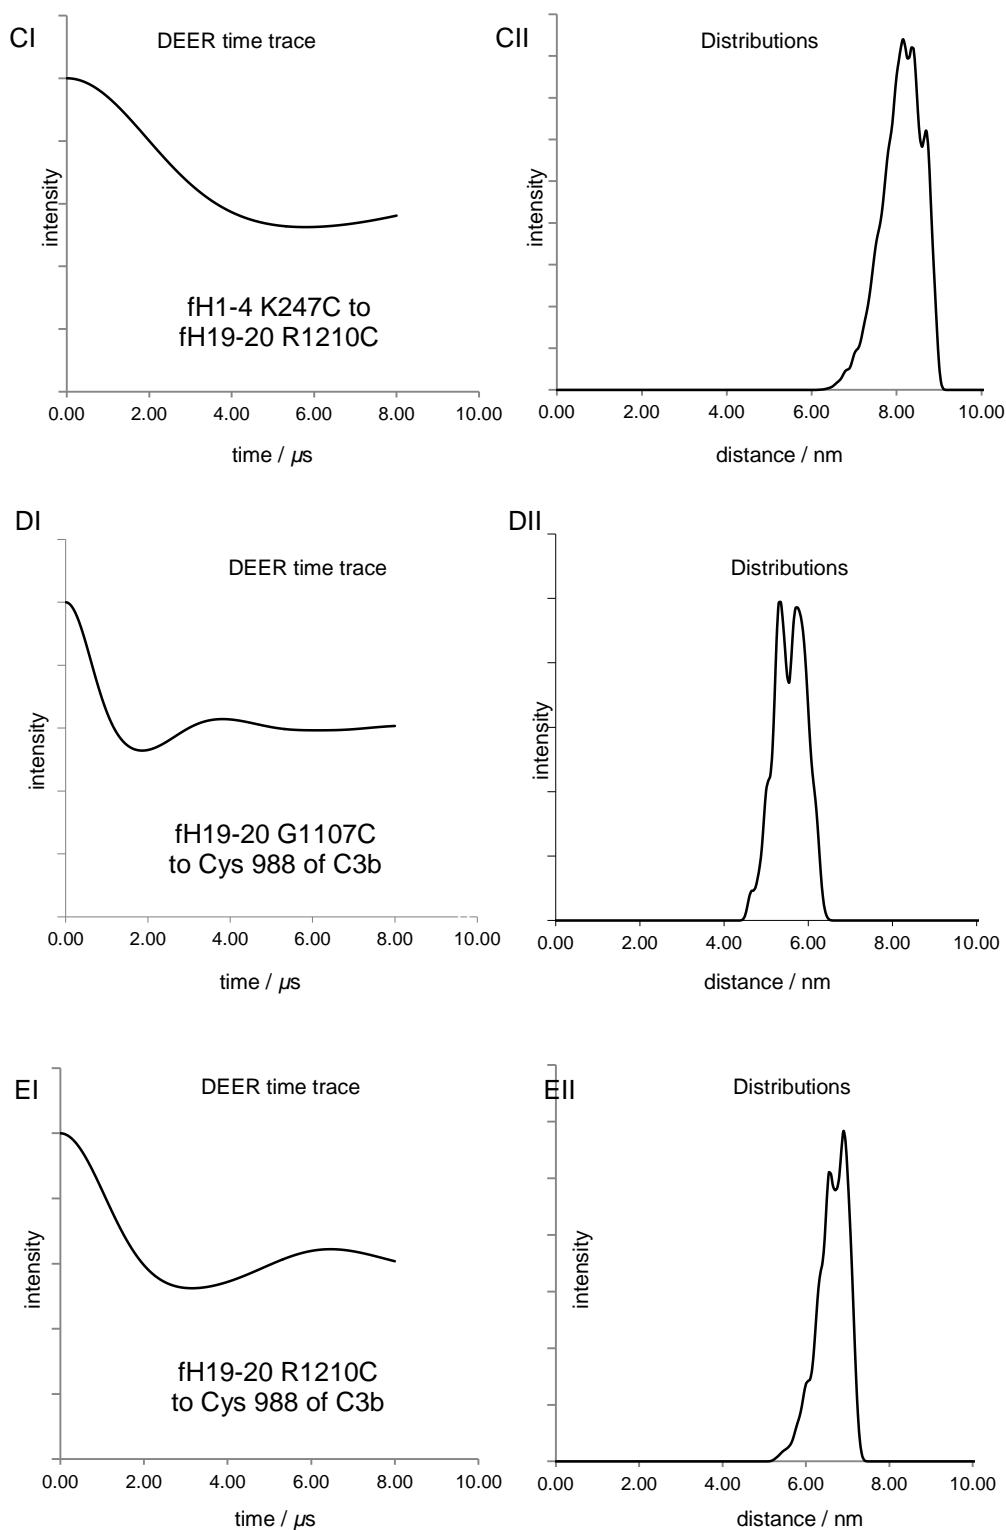 CI
DEER time trace
intensity
fH1-4 K247C to
fH19-20 R1210C
0.00 2.00 4.00 6.00 8.00 10.00
time / µs
CII
Distributions
intensity
0.00 2.00 4.00 6.00 8.00 10.00
distance / nm
DI
DEER time trace
intensity
fH19-20 G1107C
to Cys 988 of C3b
0.00 2.00 4.00 6.00 8.00 10.00
time / µs
DII
Distributions
intensity
0.00 2.00 4.00 6.00 8.00 10.00
distance / nm
EI
DEER time trace
intensity
fH19-20 R1210C
to Cys 988 of C3b
0.00 2.00 4.00 6.00 8.00 10.00
time / µs
EII
Distributions
intensity
0.00 2.00 4.00 6.00 8.00 10.00
distance / nm